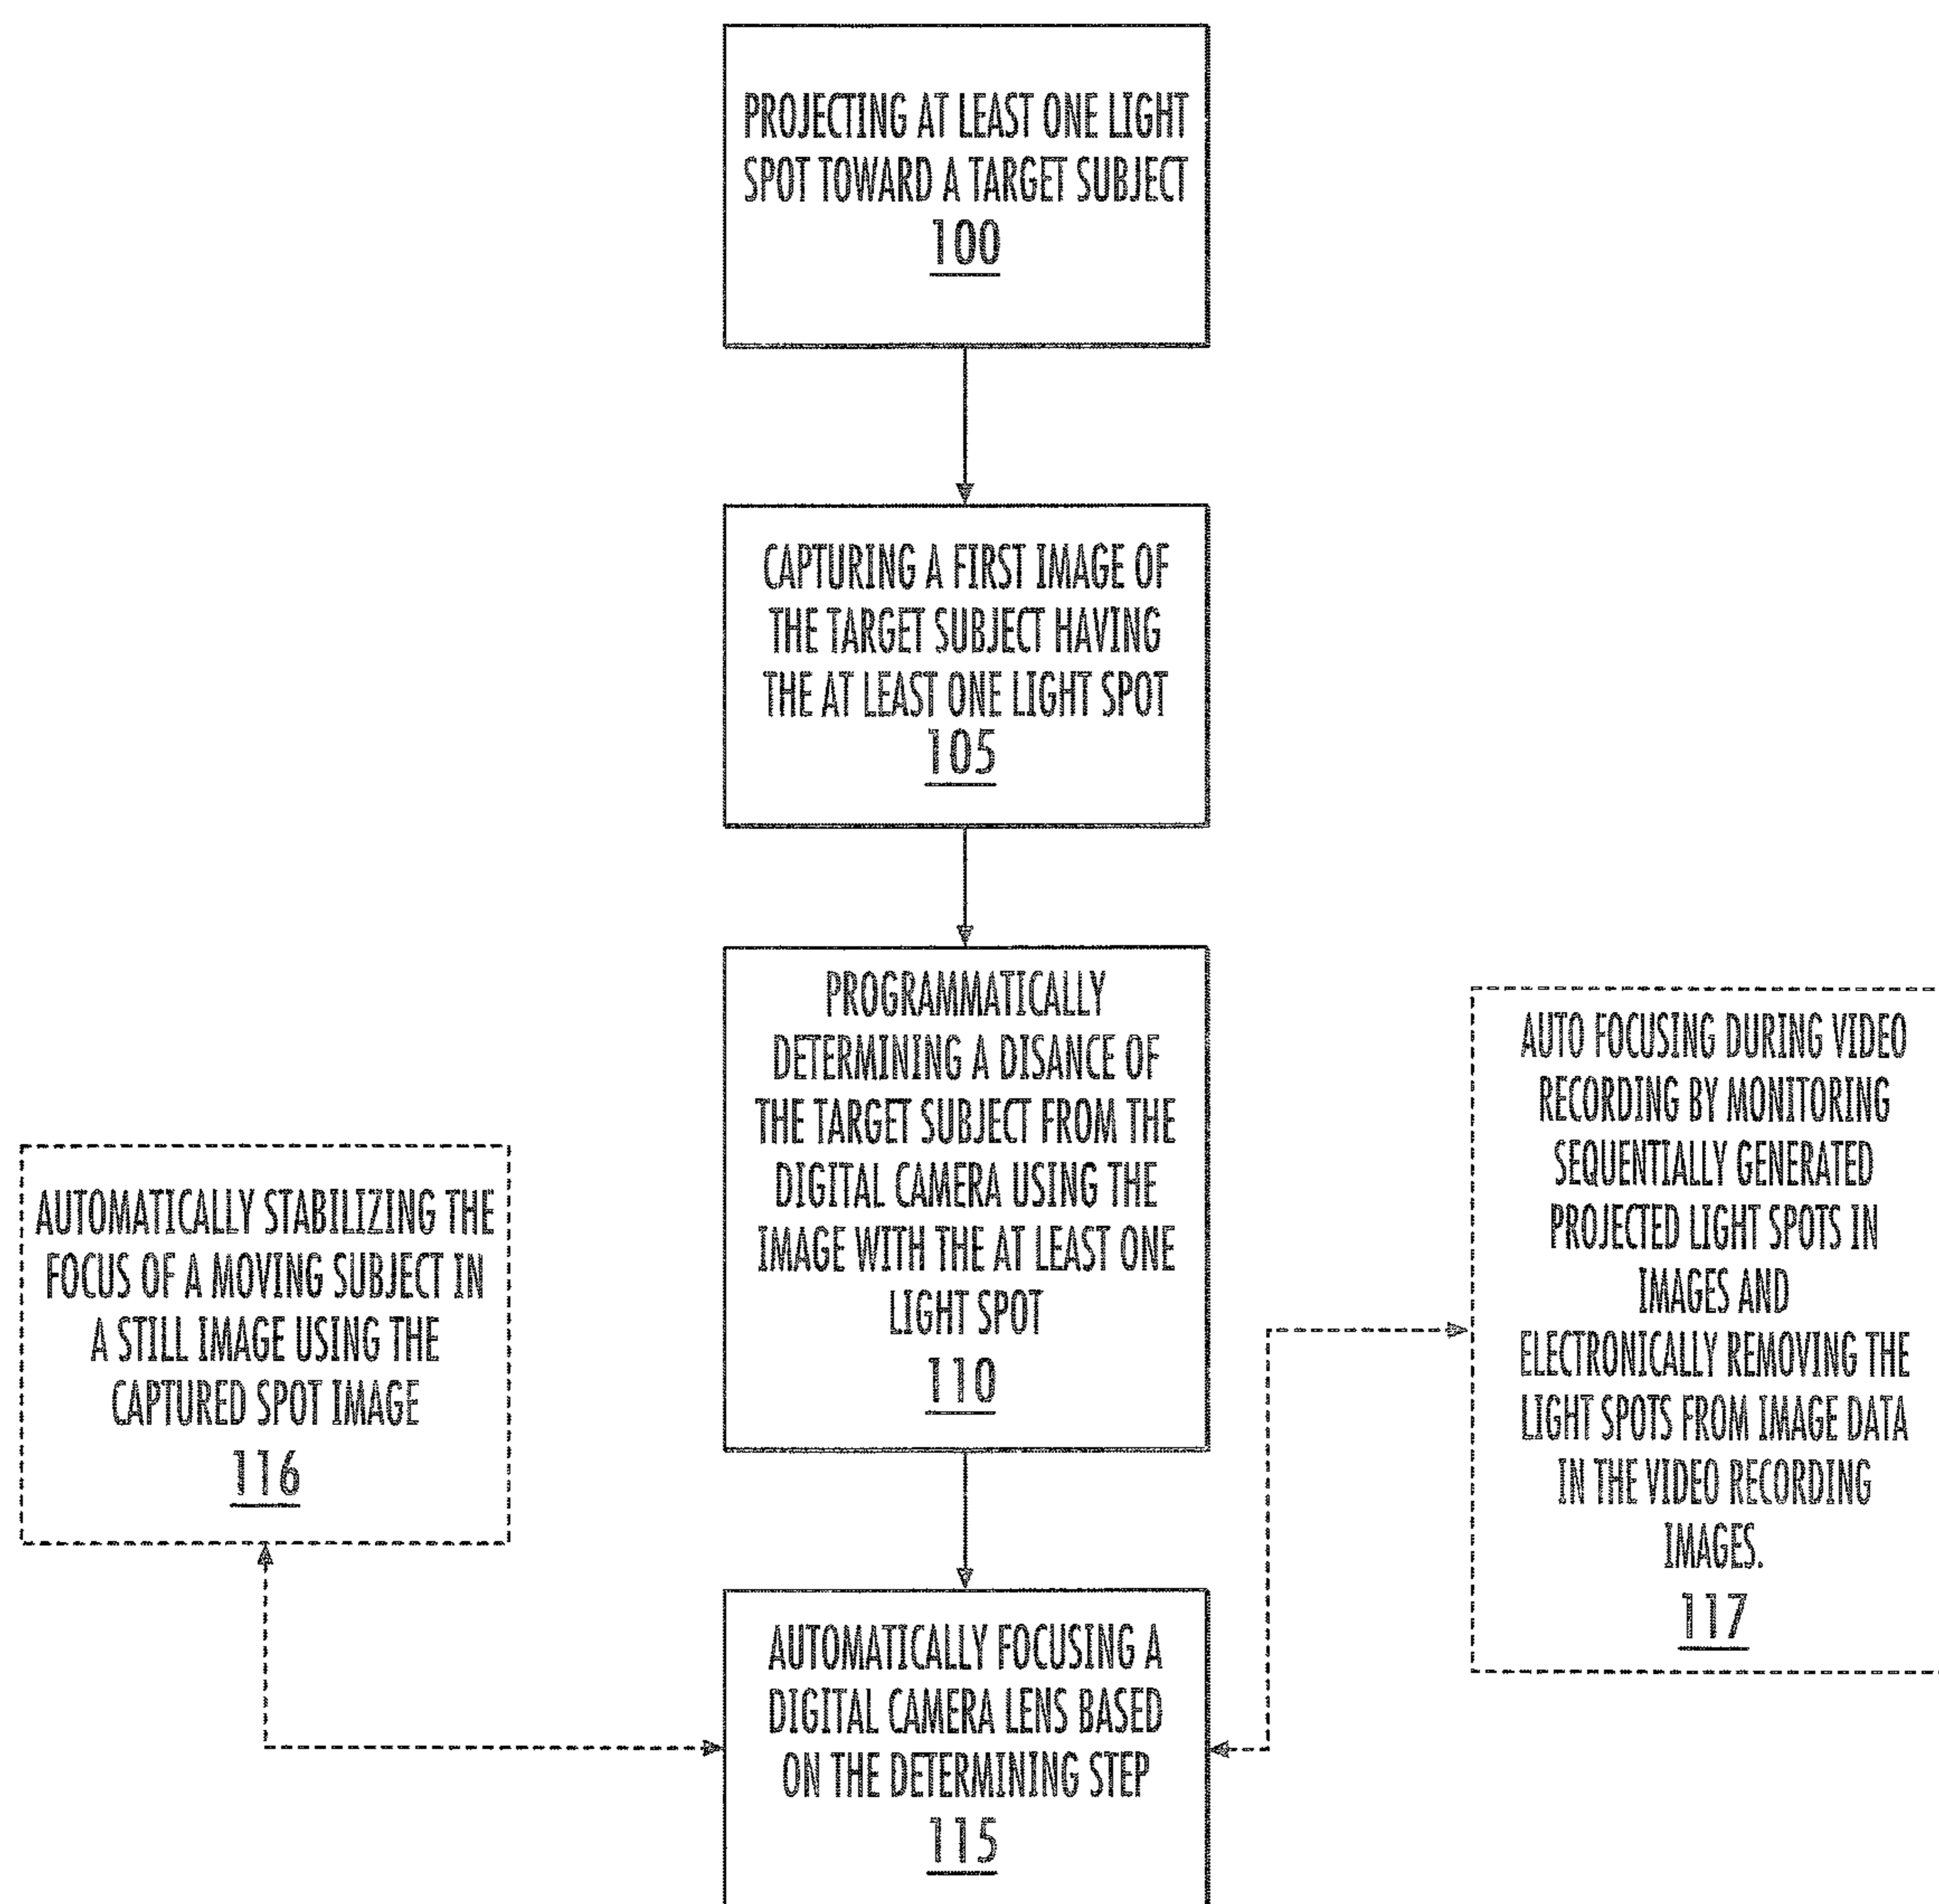 PROJECTING AT LEAST ONE LIGHT
SPOT TOWARD A TARGET SUBJECT
100
CAPTURING A FIRST IMAGE OF
THE TARGET SUBJECT HAVING
THE AT LEAST ONE LIGHT SPOT
105
PROGRAMMATICALLY
DETERMINING A DISANCE OF
THE TARGET SUBJECT FROM THE
DIGITAL CAMERA USING THE
IMAGE WITH THE AT LEAST ONE
LIGHT SPOT
110
AUTOMATICALLY STABILIZING THE
FOCUS OF A MOVING SUBJECT IN
A STILL IMAGE USING THE
CAPTURED SPOT IMAGE
116
AUTO FOCUSING DURING VIDEO
RECORDING BY MONITORING
SEQUENTIALLY GENERATED
PROJECTED LIGHT SPOTS IN
IMAGES AND
ELECTRONICALLY REMOVING THE
LIGHT SPOTS FROM IMAGE DATA
IN THE VIDEO RECORDING
IMAGES.
117
AUTOMATICALLY FOCUSING A
DIGITAL CAMERA LENS BASED
ON THE DETERMINING STEP
115